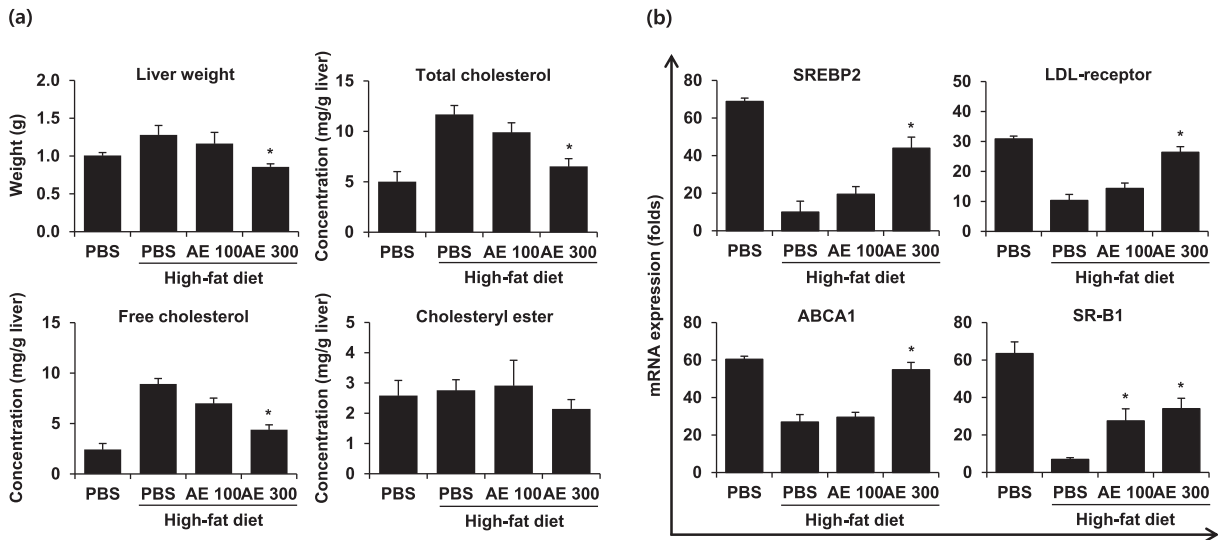 (a)
Liver weight
Weight (g)
2.0
1.5
1.0
0.5
0.0
*
PBS PBS AE 100 AE 300
High-fat diet
Total cholesterol
Concentration (mg/g liver)
15
10
5
0
*
PBS PBS AE 100 AE 300
High-fat diet
Free cholesterol
Concentration (mg/g liver)
15
10
5
0
*
PBS PBS AE 100 AE 300
High-fat diet
Cholesteryl ester
Concentration (mg/g liver)
5
4
3
2
1
0
PBS PBS AE 100 AE 300
High-fat diet
(b)
mRNA expression (folds)
SREBP2
80
60
40
20
0
*
PBS PBS AE 100 AE 300
High-fat diet
LDL-receptor
50
40
30
20
10
0
*
PBS PBS AE 100 AE 300
High-fat diet
ABCA1
80
60
40
20
0
*
PBS PBS AE 100 AE 300
High-fat diet
SR-B1
80
60
40
20
0
* *
PBS PBS AE 100 AE 300
High-fat diet